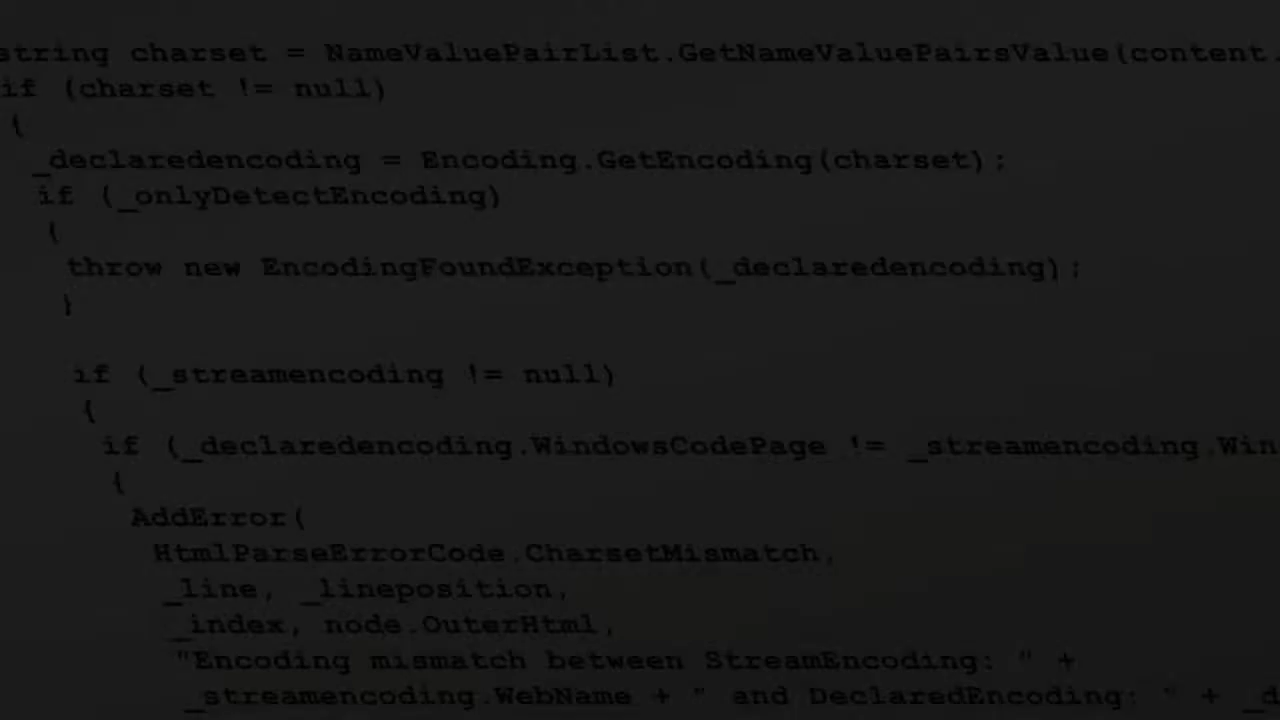 string charset = NameValuePairList.GetNameValuePairsValue(content.
if (charset != null)
{
_declaredencoding = Encoding.GetEncoding(charset);
if (_onlyDetectEncoding)
{
throw new EncodingFoundException(_declaredencoding);
}
if (_streamencoding != null)
{
if (_declaredencoding.WindowsCodePage != _streamencoding.Win
{
AddError(
HtmlParseErrorCode.CharsetMismatch,
_line, _lineposition,
_index, node.OuterHtml,
"Encoding mismatch between StreamEncoding: " +
_streamencoding.WebName + " and DeclaredEncoding: " + _d